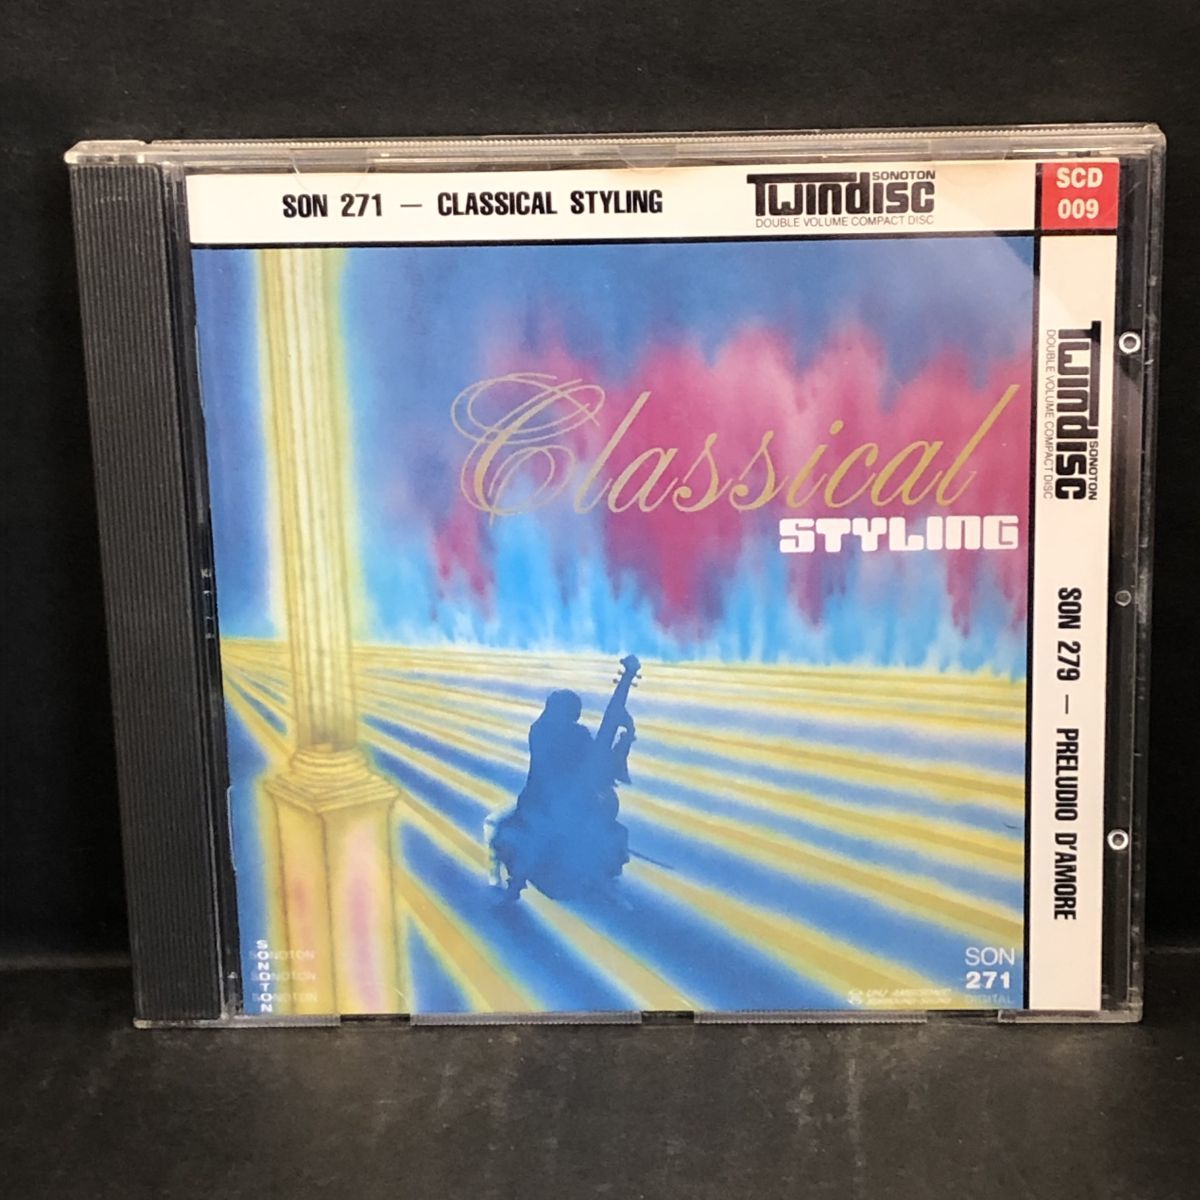 SON 271 – CLASSICAL STYLING
SONOTON
TWINDISC
DOUBLE VOLUME COMPACT DISC
SCD
009
Classical
STYLING
SONOTON
TWINDISC
DOUBLE VOLUME COMPACT DISC
SON 279 – PRELUDIO D'AMORE
SONOTON
SONOTON
SONOTON
SONOTON
SON
271
DIGITAL